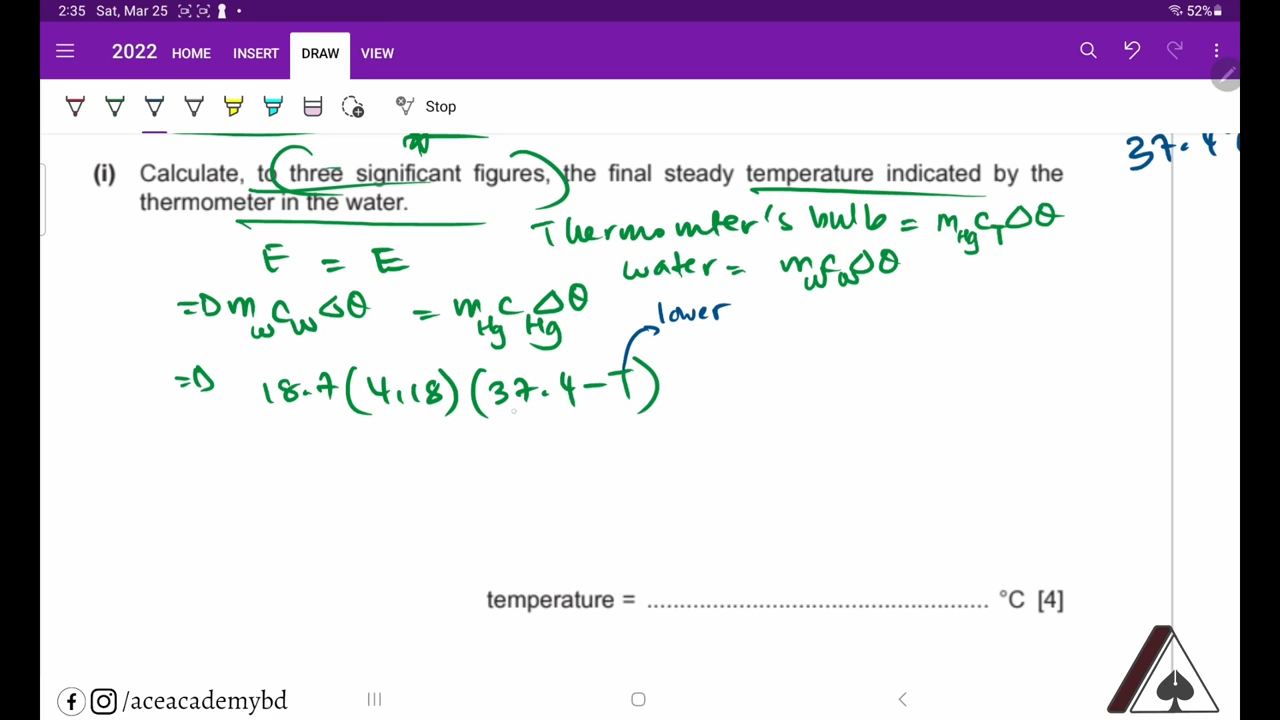 2:35 Sat, Mar 25 • 52%
2022 HOME INSERT DRAW VIEW
Stop
37.4
(i) Calculate, to three significant figures, the final steady temperature indicated by the
thermometer in the water.
Thermomter's bulb = m_Hg c_T Δθ
E = E
water = m_w c_w Δθ
⇒ m_w c_w Δθ = m_Hg c_Hg Δθ
lower
⇒ 18.7(4.18)(37.4−T)
temperature = .................................................. °C [4]
/aceacademybd